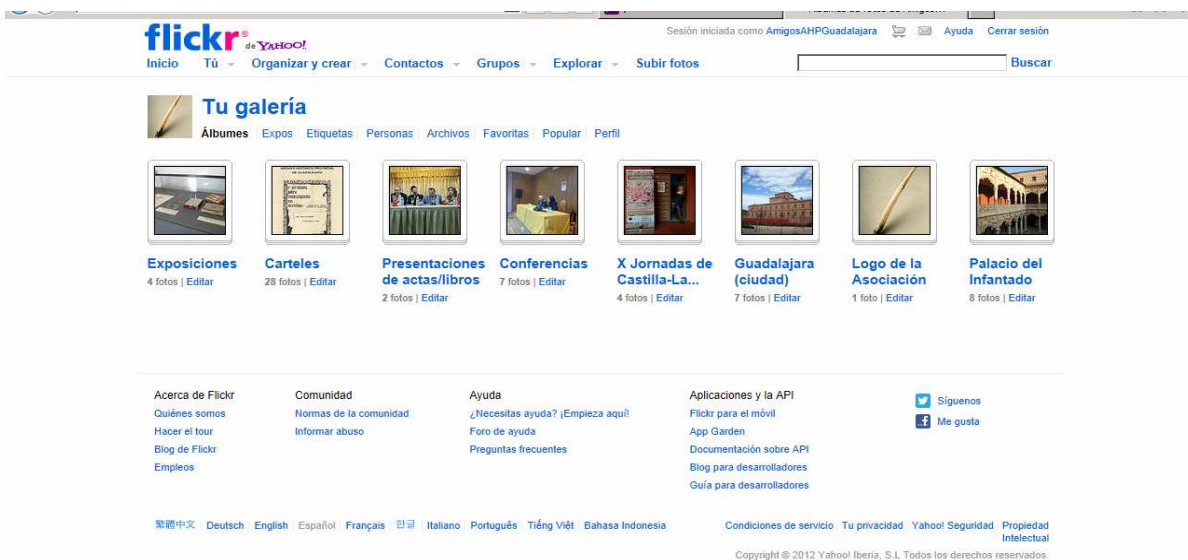 flickr® de YAHOO!
Sesión iniciada como AmigosAHPGuadalajara Ayuda Cerrar sesión
Inicio Tú Organizar y crear Contactos Grupos Explorar Subir fotos Buscar
Tu galería
Álbumes Expos Etiquetas Personas Archivos Favoritas Popular Perfil
Exposiciones
4 fotos | Editar
Carteles
28 fotos | Editar
Presentaciones
de actas/libros
2 fotos | Editar
Conferencias
7 fotos | Editar
X Jornadas de
Castilla-La...
4 fotos | Editar
Guadalajara
(ciudad)
7 fotos | Editar
Logo de la
Asociación
1 foto | Editar
Palacio del
Infantado
8 fotos | Editar
Acerca de Flickr
Quiénes somos
Hacer el tour
Blog de Flickr
Empleos
Comunidad
Normas de la comunidad
Informar abuso
Ayuda
¿Necesitas ayuda? ¡Empieza aquí!
Foro de ayuda
Preguntas frecuentes
Aplicaciones y la API
Flickr para el móvil
App Garden
Documentación sobre API
Blog para desarrolladores
Guía para desarrolladores
Síguenos
Me gusta
繁體中文 Deutsch English Español Français 한글 Italiano Português Tiếng Việt Bahasa Indonesia
Condiciones de servicio Tu privacidad Yahoo! Seguridad Propiedad
Intelectual
Copyright © 2012 Yahoo! Iberia, S.L Todos los derechos reservados.